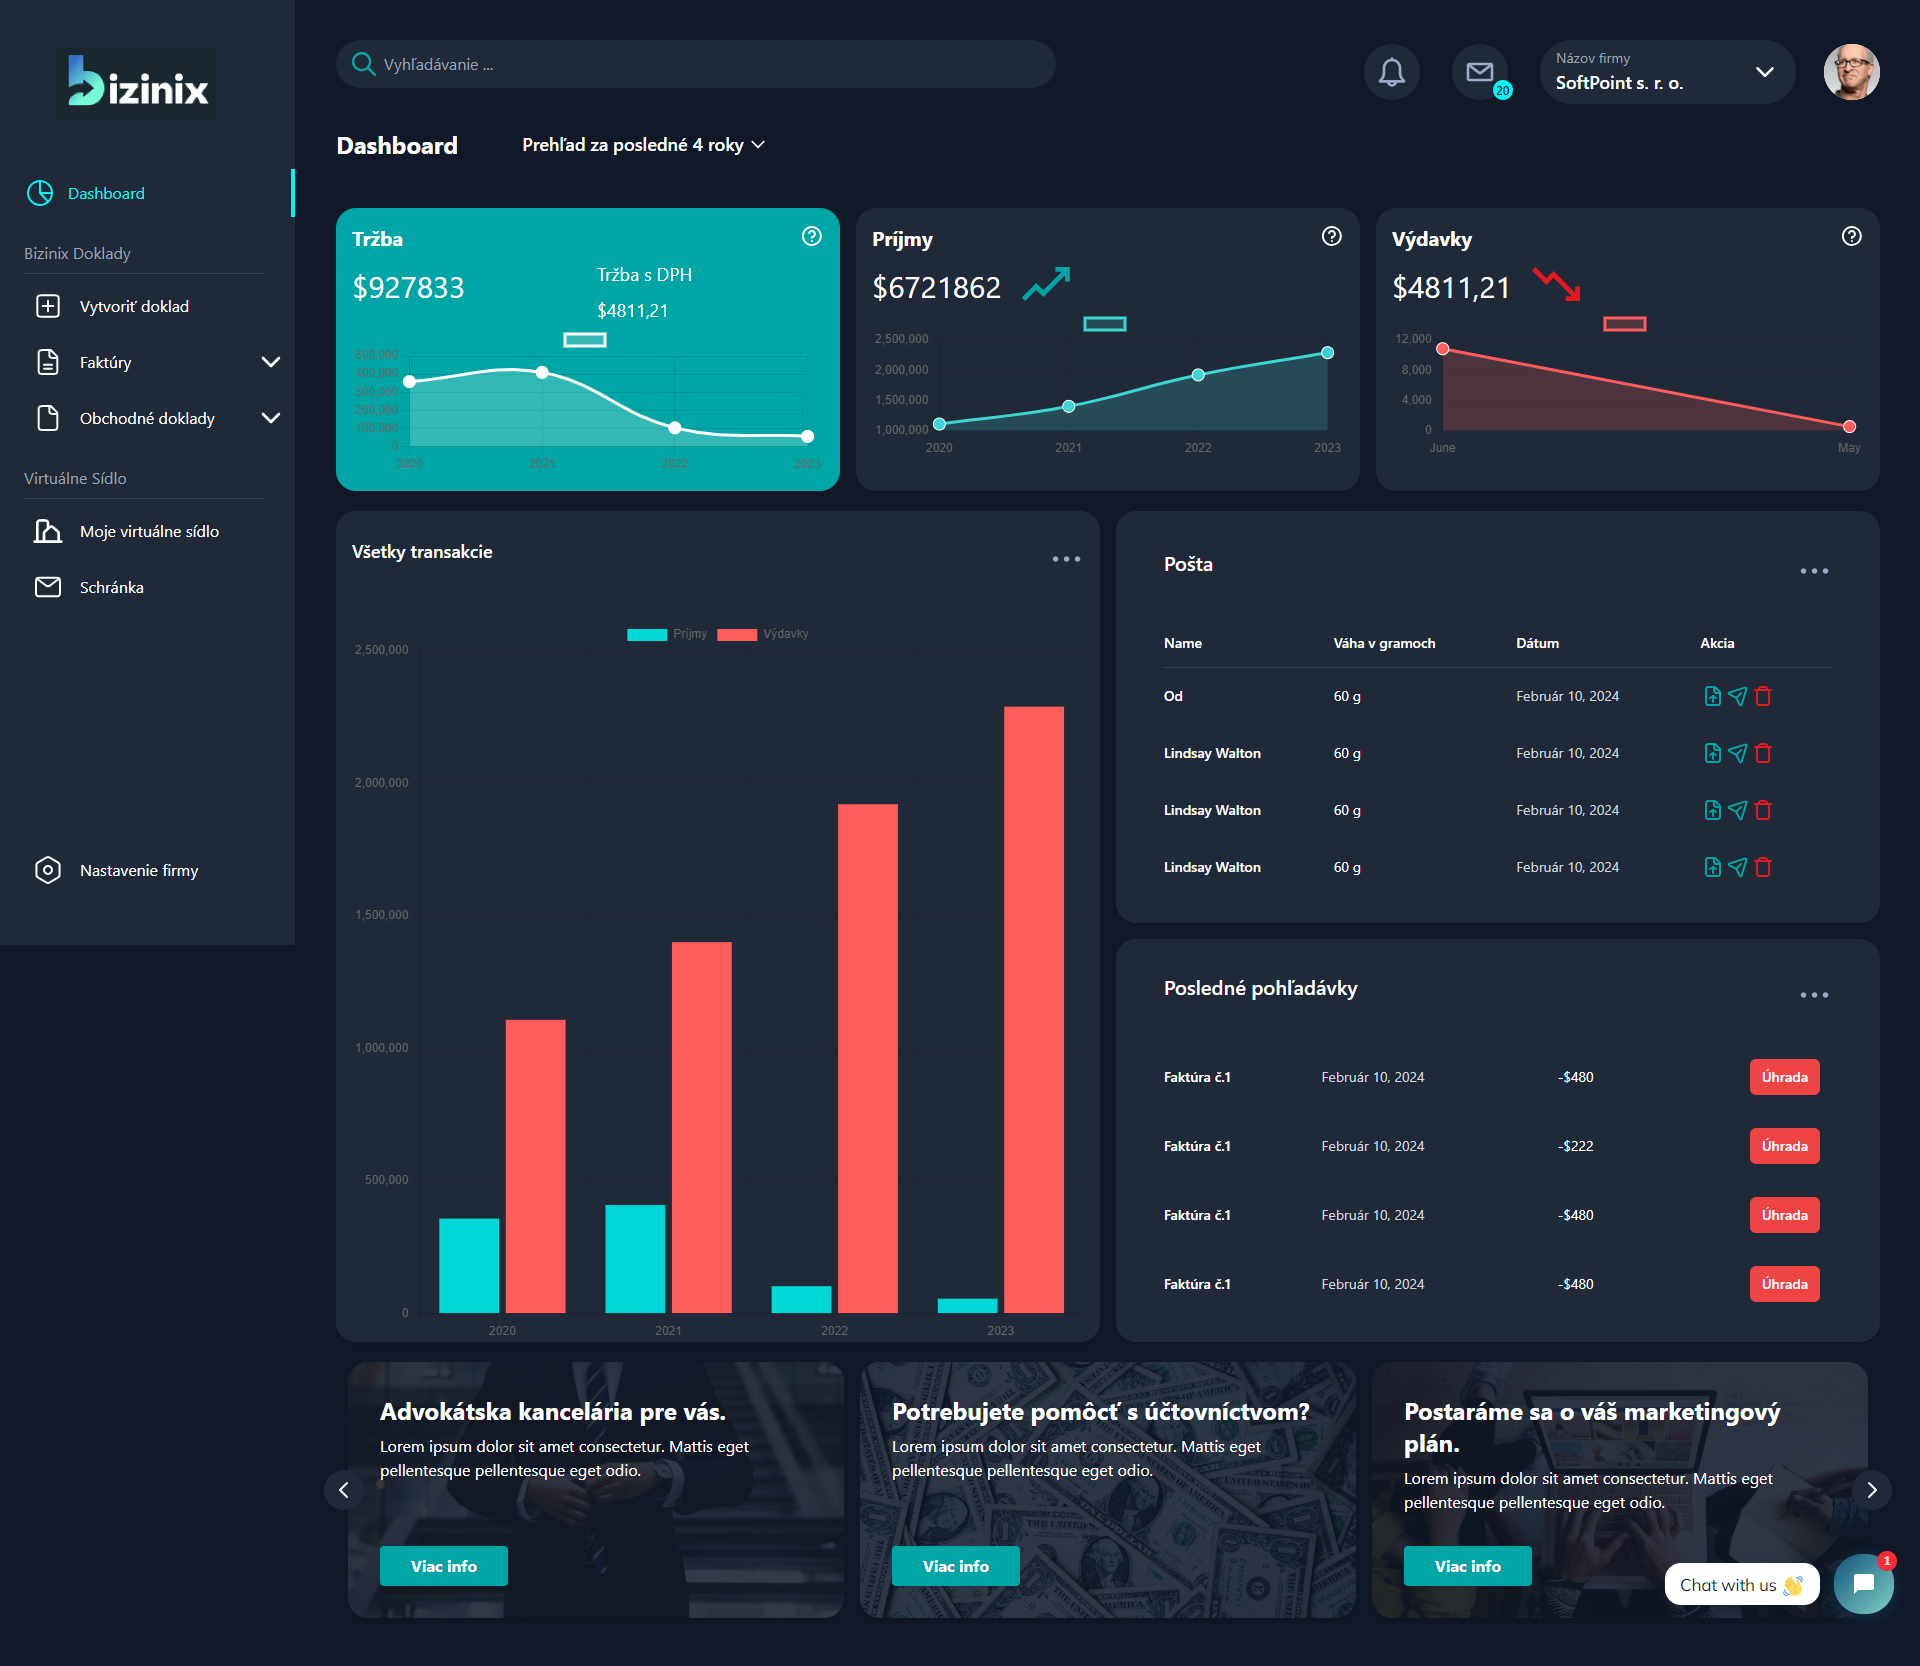 bizinix
Vyhľadávanie ...
20
Názov firmy
SoftPoint s. r. o.
Dashboard
Prehľad za posledné 4 roky
Dashboard
Bizinix Doklady
Vytvoriť doklad
Faktúry
Obchodné doklady
Virtuálne Sídlo
Moje virtuálne sídlo
Schránka
Nastavenie firmy
Tržba
$927833
Tržba s DPH
$4811,21
500,000
400,000
300,000
200,000
100,000
0
2020 2021 2022 2023
Príjmy
$6721862
2,500,000
2,000,000
1,500,000
1,000,000
2020 2021 2022 2023
Výdavky
$4811,21
12,000
8,000
4,000
0
June May
Všetky transakcie
Príjmy Výdavky
2,500,000
2,000,000
1,500,000
1,000,000
500,000
0
2020 2021 2022 2023
Pošta
Name Váha v gramoch Dátum Akcia
Od 60 g Február 10, 2024
Lindsay Walton 60 g Február 10, 2024
Lindsay Walton 60 g Február 10, 2024
Lindsay Walton 60 g Február 10, 2024
Posledné pohľadávky
Faktúra č.1 Február 10, 2024 -$480 Úhrada
Faktúra č.1 Február 10, 2024 -$222 Úhrada
Faktúra č.1 Február 10, 2024 -$480 Úhrada
Faktúra č.1 Február 10, 2024 -$480 Úhrada
Advokátska kancelária pre vás.
Lorem ipsum dolor sit amet consectetur. Mattis eget
pellentesque pellentesque eget odio.
Viac info
Potrebujete pomôcť s účtovníctvom?
Lorem ipsum dolor sit amet consectetur. Mattis eget
pellentesque pellentesque eget odio.
Viac info
Postaráme sa o váš marketingový
plán.
Lorem ipsum dolor sit amet consectetur. Mattis eget
pellentesque pellentesque eget odio.
Viac info
Chat with us
1